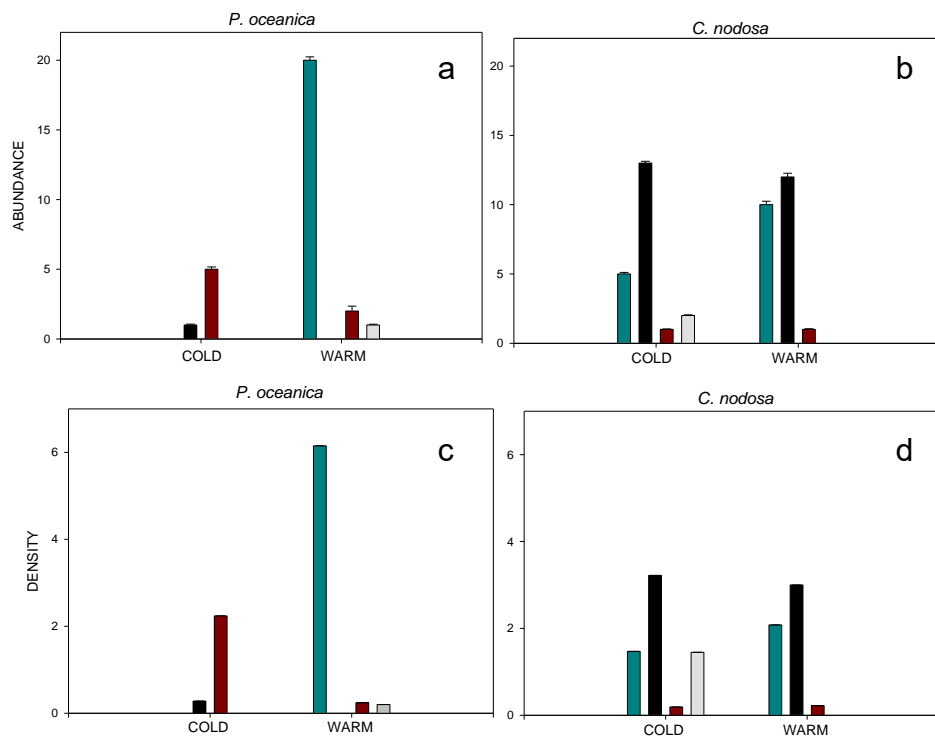 P. oceanica
a
20
15
10
5
0
ABUNDANCE
COLD
WARM
C. nodosa
b
20
15
10
5
0
COLD
WARM
P. oceanica
c
6
4
2
0
DENSITY
COLD
WARM
C. nodosa
d
6
4
2
0
COLD
WARM